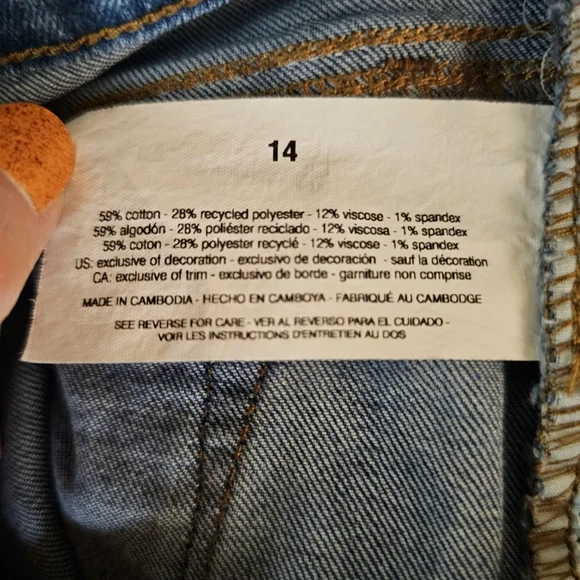 14
59% cotton - 28% recycled polyester - 12% viscose - 1% spandex
59% algodón - 28% poliéster reciclado - 12% viscosa - 1% spandex
59% coton - 28% polyester recyclé - 12% viscose - 1% spandex
US: exclusive of decoration - exclusivo de decoración - sauf la décoration
CA: exclusive of trim - exclusivo de borde - garniture non comprise
MADE IN CAMBODIA - HECHO EN CAMBOYA - FABRIQUÉ AU CAMBODGE
SEE REVERSE FOR CARE - VER AL REVERSO PARA EL CUIDADO -
VOIR LES INSTRUCTIONS D'ENTRETIEN AU DOS